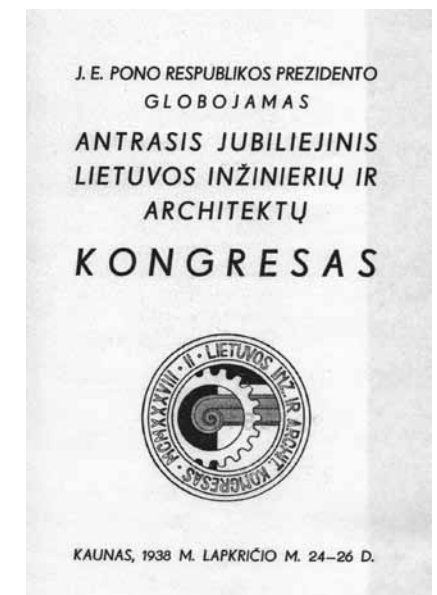 J. E. PONO RESPUBLIKOS PREZIDENTO
GLOBOJAMAS
ANTRASIS JUBILIEJINIS
LIETUVOS INŽINIERIŲ IR
ARCHITEKTŲ
KONGRESAS
MCMXXXVIII · II · LIETUVOS INŽ. IR ARCHIT. KONGRESAS ·
KAUNAS, 1938 M. LAPKRIČIO M. 24–26 D.